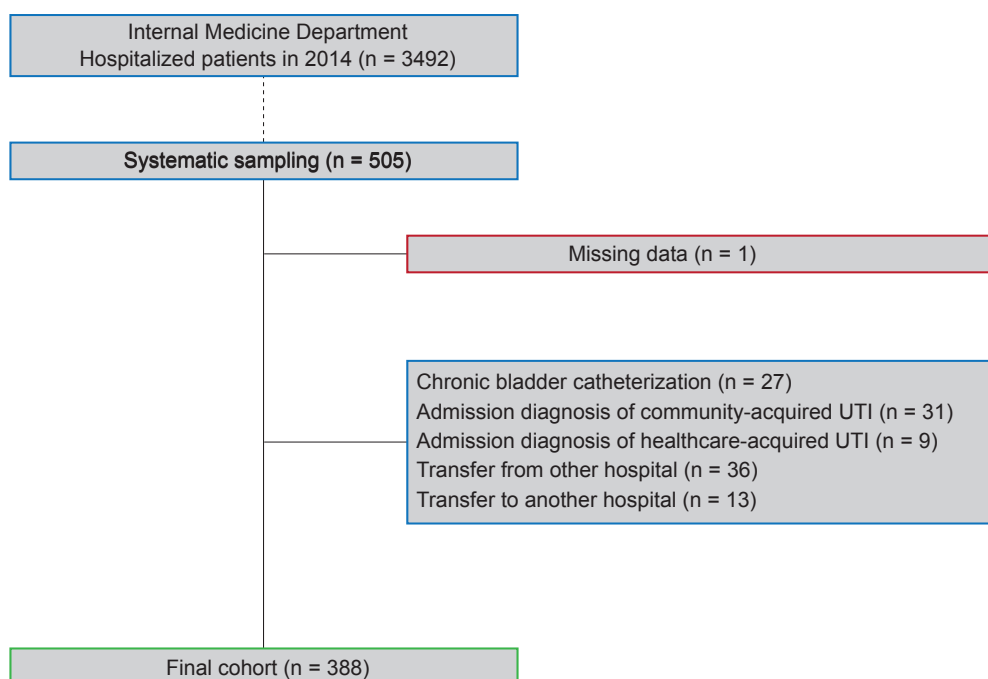 Internal Medicine Department
Hospitalized patients in 2014 (n = 3492)
Systematic sampling (n = 505)
Missing data (n = 1)
Chronic bladder catheterization (n = 27)
Admission diagnosis of community-acquired UTI (n = 31)
Admission diagnosis of healthcare-acquired UTI (n = 9)
Transfer from other hospital (n = 36)
Transfer to another hospital (n = 13)
Final cohort (n = 388)